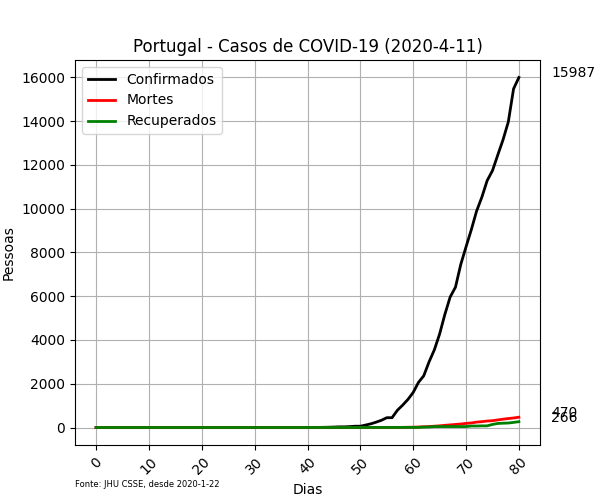 Portugal - Casos de COVID-19 (2020-4-11)
Confirmados
Mortes
Recuperados
15987
470
266
16000
14000
12000
10000
8000
6000
4000
2000
0
Pessoas
0 10 20 30 40 50 60 70 80
Dias
Fonte: JHU CSSE, desde 2020-1-22